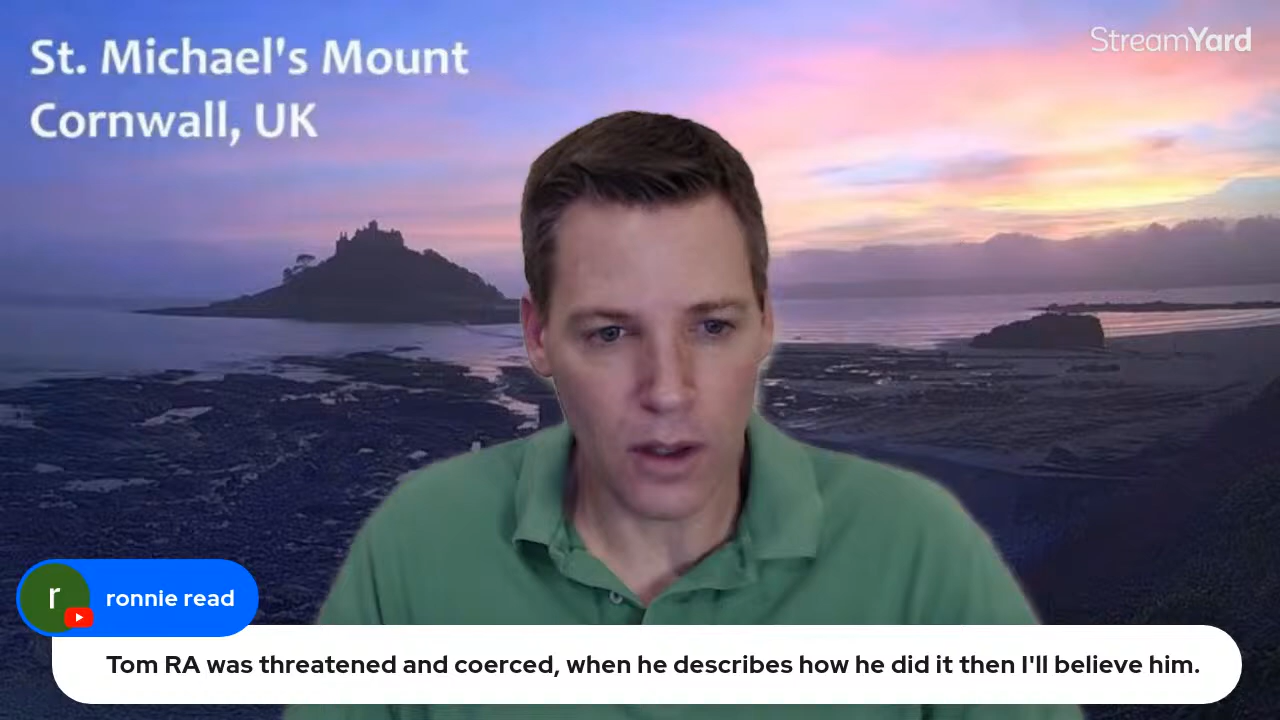 St. Michael's Mount
Cornwall, UK
StreamYard
r
ronnie read
Tom RA was threatened and coerced, when he describes how he did it then I'll believe him.